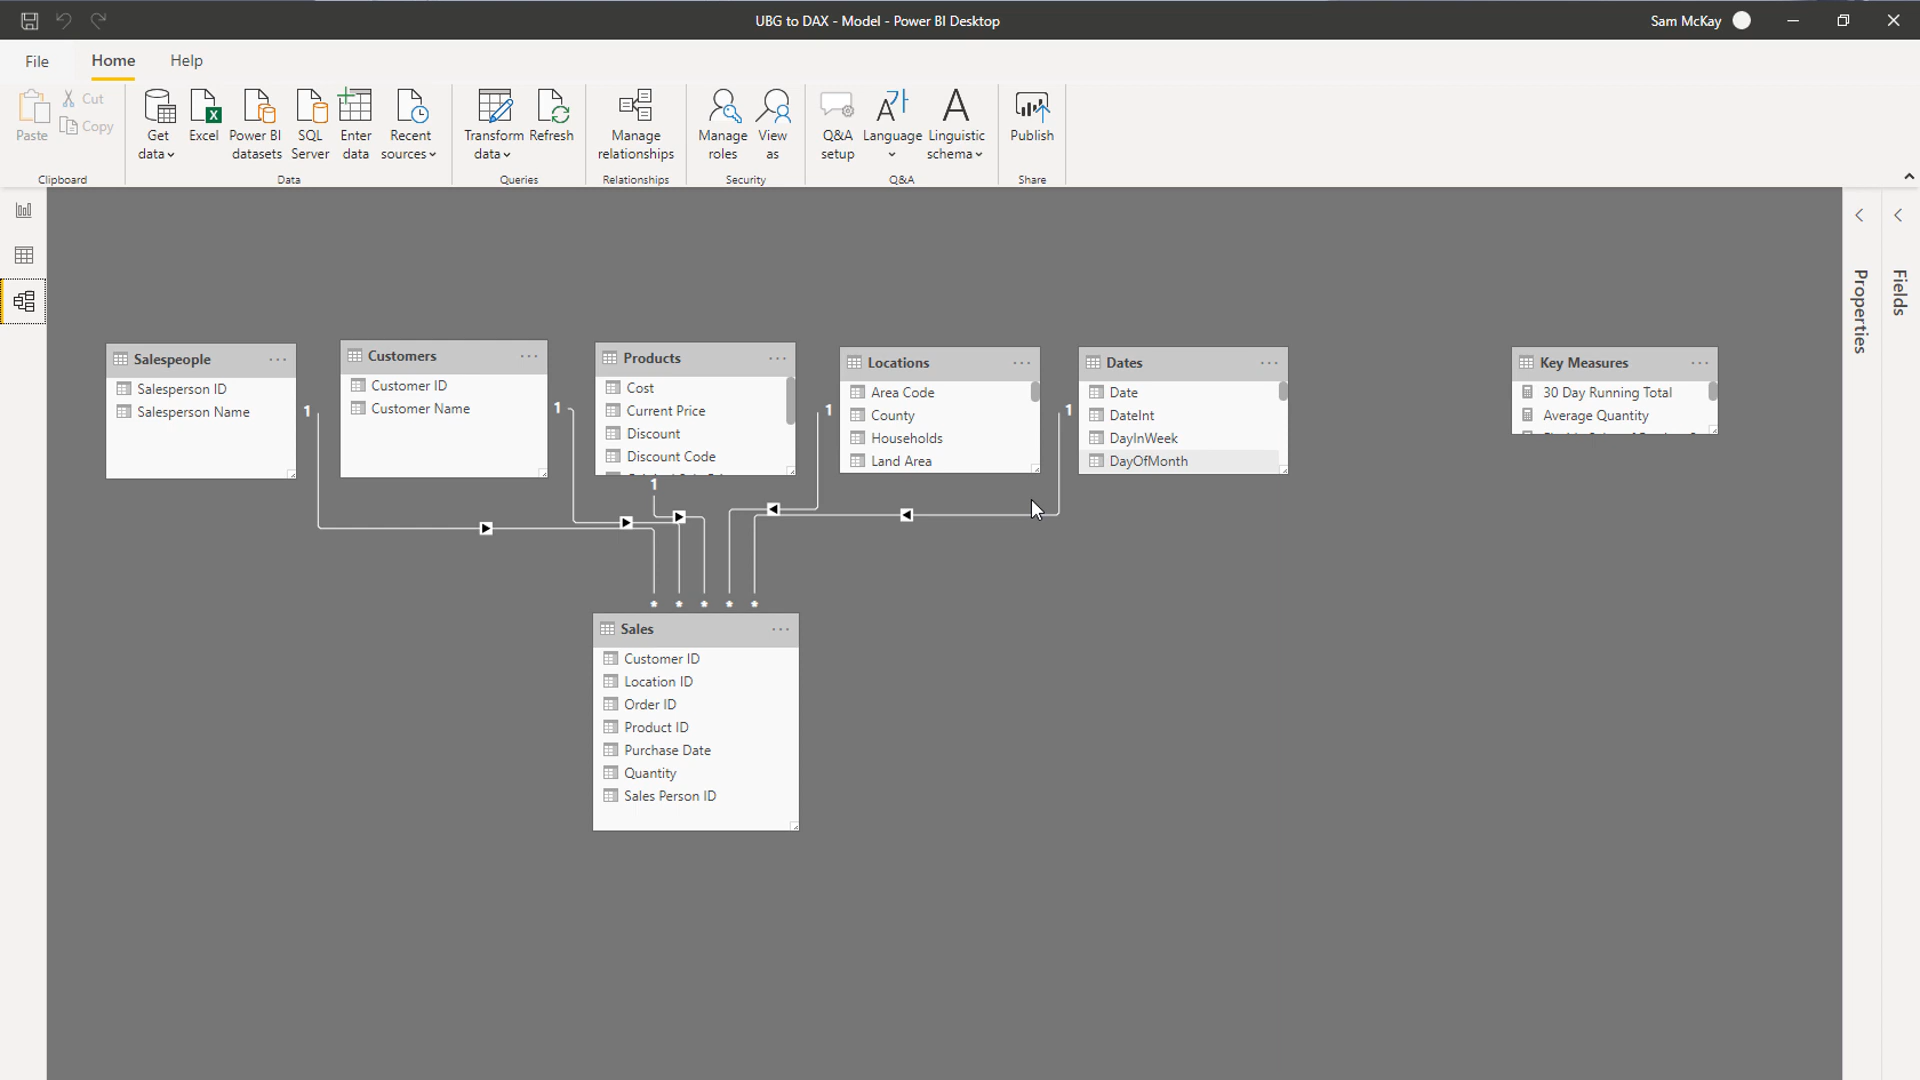 UBG to DAX - Model - Power BI Desktop
Sam McKay
File
Home
Help
Paste
Cut
Copy
Clipboard
Get
data
Excel
Power BI
datasets
SQL
Server
Enter
data
Recent
sources
Data
Transform
data
Refresh
Queries
Manage
relationships
Relationships
Manage
roles
View
as
Security
Q&A
setup
Language
Linguistic
schema
Q&A
Publish
Share
Properties
Fields
Salespeople
Salesperson ID
Salesperson Name
1
Customers
Customer ID
Customer Name
1
Products
Cost
Current Price
Discount
Discount Code
1
Locations
Area Code
County
Households
Land Area
1
Dates
Date
DateInt
DayInWeek
DayOfMonth
1
Key Measures
30 Day Running Total
Average Quantity
* * * * *
Sales
Customer ID
Location ID
Order ID
Product ID
Purchase Date
Quantity
Sales Person ID